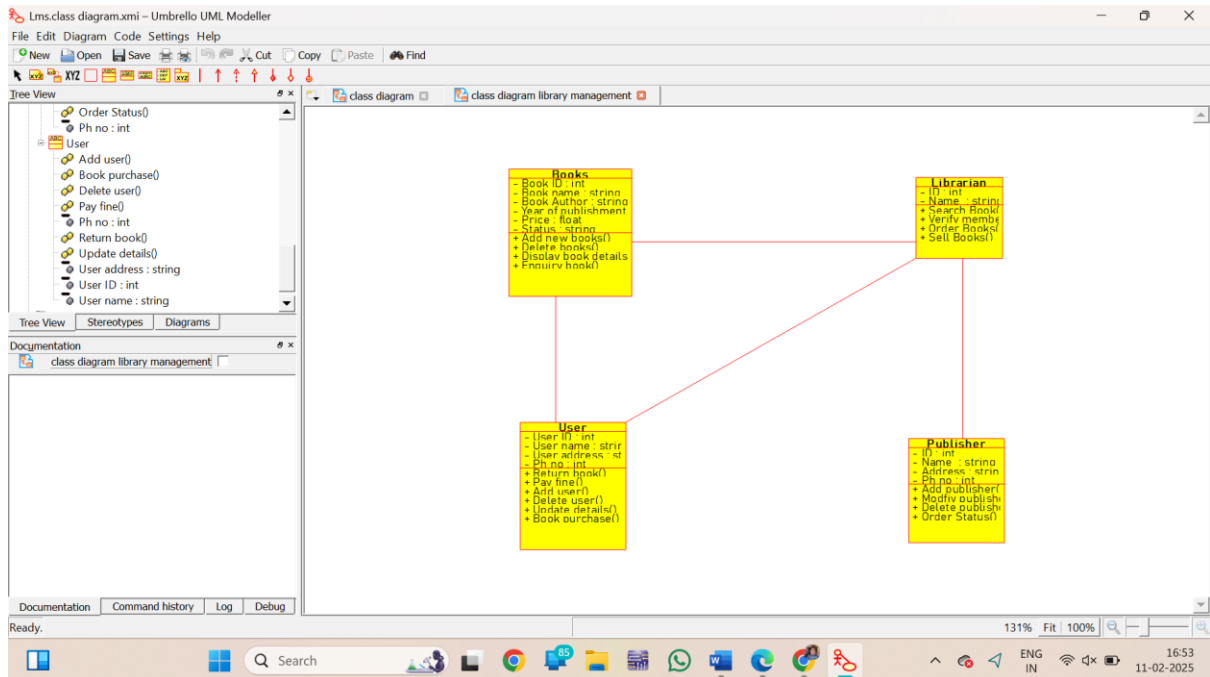 Lms.class diagram.xmi – Umbrello UML Modeller
File Edit Diagram Code Settings Help
New Open Save Cut Copy Paste Find
XYZ
Tree View
class diagram class diagram library management
Order Status()
Ph no : int
User
Add user()
Book purchase()
Delete user()
Pay fine()
Ph no : int
Return book()
Update details()
User address : string
User ID : int
User name : string
Tree View Stereotypes Diagrams
Documentation
class diagram library management
Documentation Command history Log Debug
Books
- Book ID : int
- Book name : string
- Book Author : string
- Year of publishment
- Price : float
- Status : string
+ Add new books()
+ Delete books()
+ Display book details
+ Enquiry book()
Librarian
- ID : int
- Name : string
+ Search Book(
+ Verify membe
+ Order Books(
+ Sell Books()
User
- User ID : int
- User name : strir
- User address : st
- Ph no : int
+ Return book()
+ Pay fine()
+ Add user()
+ Delete user()
+ Update details()
+ Book purchase()
Publisher
- ID : int
- Name : string
- Address : strin
- Ph no : int
+ Add publisher(
+ Modfiy publish
+ Delete publish
+ Order Status()
Ready.
131% Fit 100%
Search
85
ENG
IN
16:53
11-02-2025